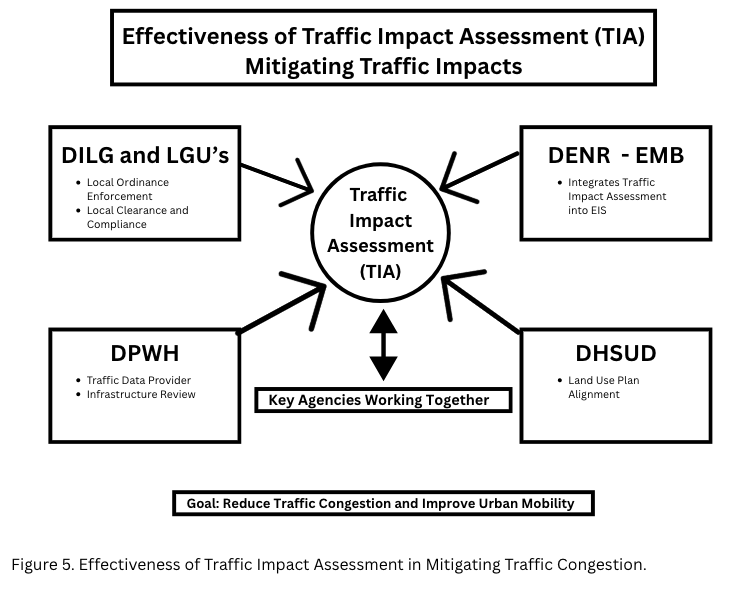 Effectiveness of Traffic Impact Assessment (TIA)
Mitigating Traffic Impacts
DILG and LGU’s
• Local Ordinance
Enforcement
• Local Clearance and
Compliance
DENR - EMB
• Integrates Traffic
Impact Assessment
into EIS
Traffic
Impact
Assessment
(TIA)
DPWH
• Traffic Data Provider
• Infrastructure Review
DHSUD
• Land Use Plan
Alignment
Key Agencies Working Together
Goal: Reduce Traffic Congestion and Improve Urban Mobility
Figure 5. Effectiveness of Traffic Impact Assessment in Mitigating Traffic Congestion.